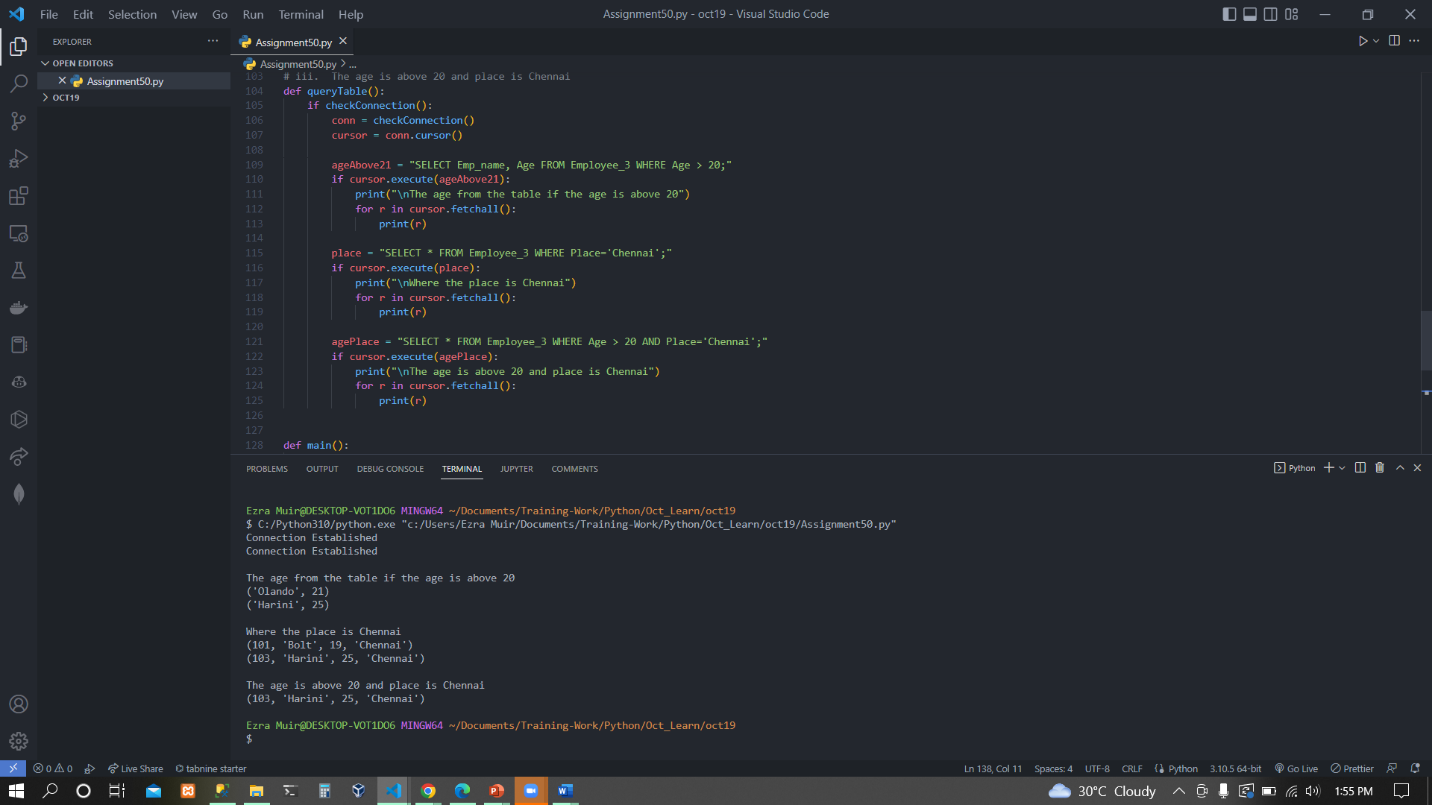 File Edit Selection View Go Run Terminal Help
Assignment50.py - oct19 - Visual Studio Code
EXPLORER
OPEN EDITORS
Assignment50.py
OCT19
Assignment50.py
Assignment50.py > ...
103 # iii.  The age is above 20 and place is Chennai
104 def queryTable():
105     if checkConnection():
106         conn = checkConnection()
107         cursor = conn.cursor()
108
109         ageAbove21 = "SELECT Emp_name, Age FROM Employee_3 WHERE Age > 20;"
110         if cursor.execute(ageAbove21):
111             print("\nThe age from the table if the age is above 20")
112             for r in cursor.fetchall():
113                 print(r)
114
115         place = "SELECT * FROM Employee_3 WHERE Place='Chennai';"
116         if cursor.execute(place):
117             print("\nWhere the place is Chennai")
118             for r in cursor.fetchall():
119                 print(r)
120
121         agePlace = "SELECT * FROM Employee_3 WHERE Age > 20 AND Place='Chennai';"
122         if cursor.execute(agePlace):
123             print("\nThe age is above 20 and place is Chennai")
124             for r in cursor.fetchall():
125                 print(r)
126
127
128 def main():
PROBLEMS OUTPUT DEBUG CONSOLE TERMINAL JUPYTER COMMENTS
Python
Ezra Muir@DESKTOP-VOT1DO6 MINGW64 ~/Documents/Training-Work/Python/Oct_Learn/oct19
$ C:/Python310/python.exe "c:/Users/Ezra Muir/Documents/Training-Work/Python/Oct_Learn/oct19/Assignment50.py"
Connection Established
Connection Established
The age from the table if the age is above 20
('Olando', 21)
('Harini', 25)
Where the place is Chennai
(101, 'Bolt', 19, 'Chennai')
(103, 'Harini', 25, 'Chennai')
The age is above 20 and place is Chennai
(103, 'Harini', 25, 'Chennai')
Ezra Muir@DESKTOP-VOT1DO6 MINGW64 ~/Documents/Training-Work/Python/Oct_Learn/oct19
$
0 0 Live Share tabnine starter Ln 138, Col 11 Spaces: 4 UTF-8 CRLF Python 3.10.5 64-bit Go Live Prettier
30°C Cloudy 1:55 PM